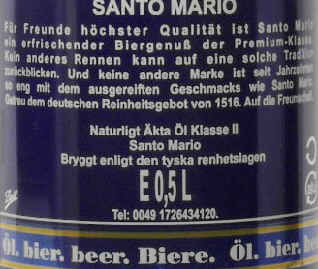 SANTO MARIO
Für Freunde höchster Qualität ist Santo Mario
ein erfrischender Biergenuß der Premium-Klasse.
Kein anderes Rennen kann auf eine solche Tradition
zurückblicken. Und keine andere Marke ist seit Jahrzehnten
so eng mit dem ausgereiften Geschmacks wie Santo Mario.
Getreu dem deutschen Reinheitsgebot von 1516. Auf die Freundschaft.
Naturligt Äkta Öl Klasse II
Santo Mario
Bryggt enligt den tyska renhetslagen
E 0,5 L
Tel: 0049 1726434120.
Öl. bier. beer. Biere. Öl. bier. be